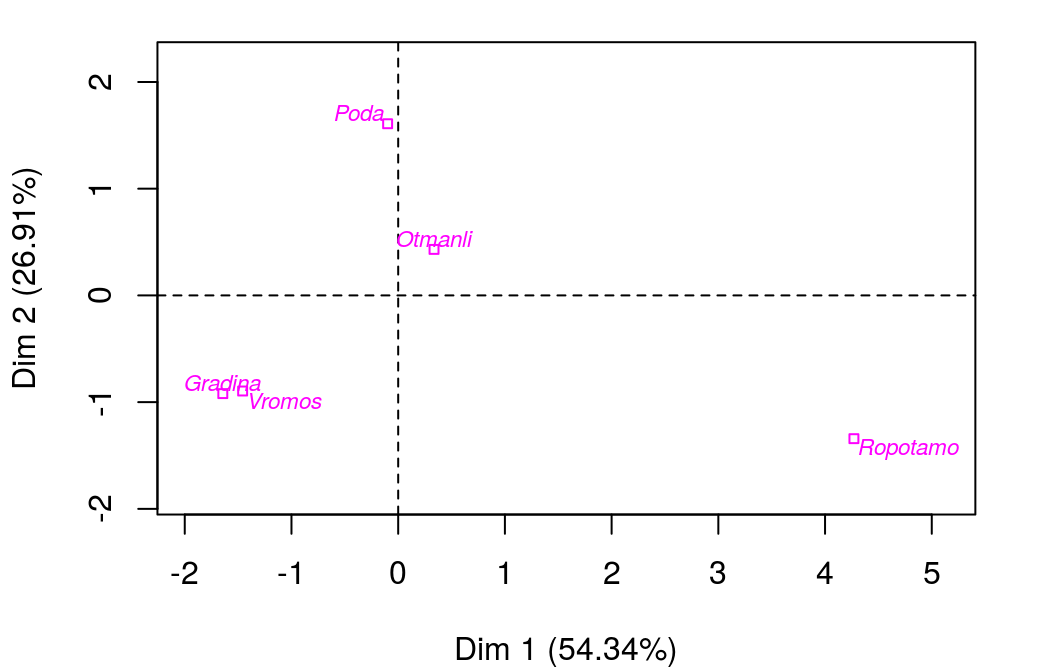 2
Poda
1
Otmanli
Dim 2 (26.91%)
0
Gradina
-1
Vromos
Ropotamo
-2
-2 -1 0 1 2 3 4 5
Dim 1 (54.34%)